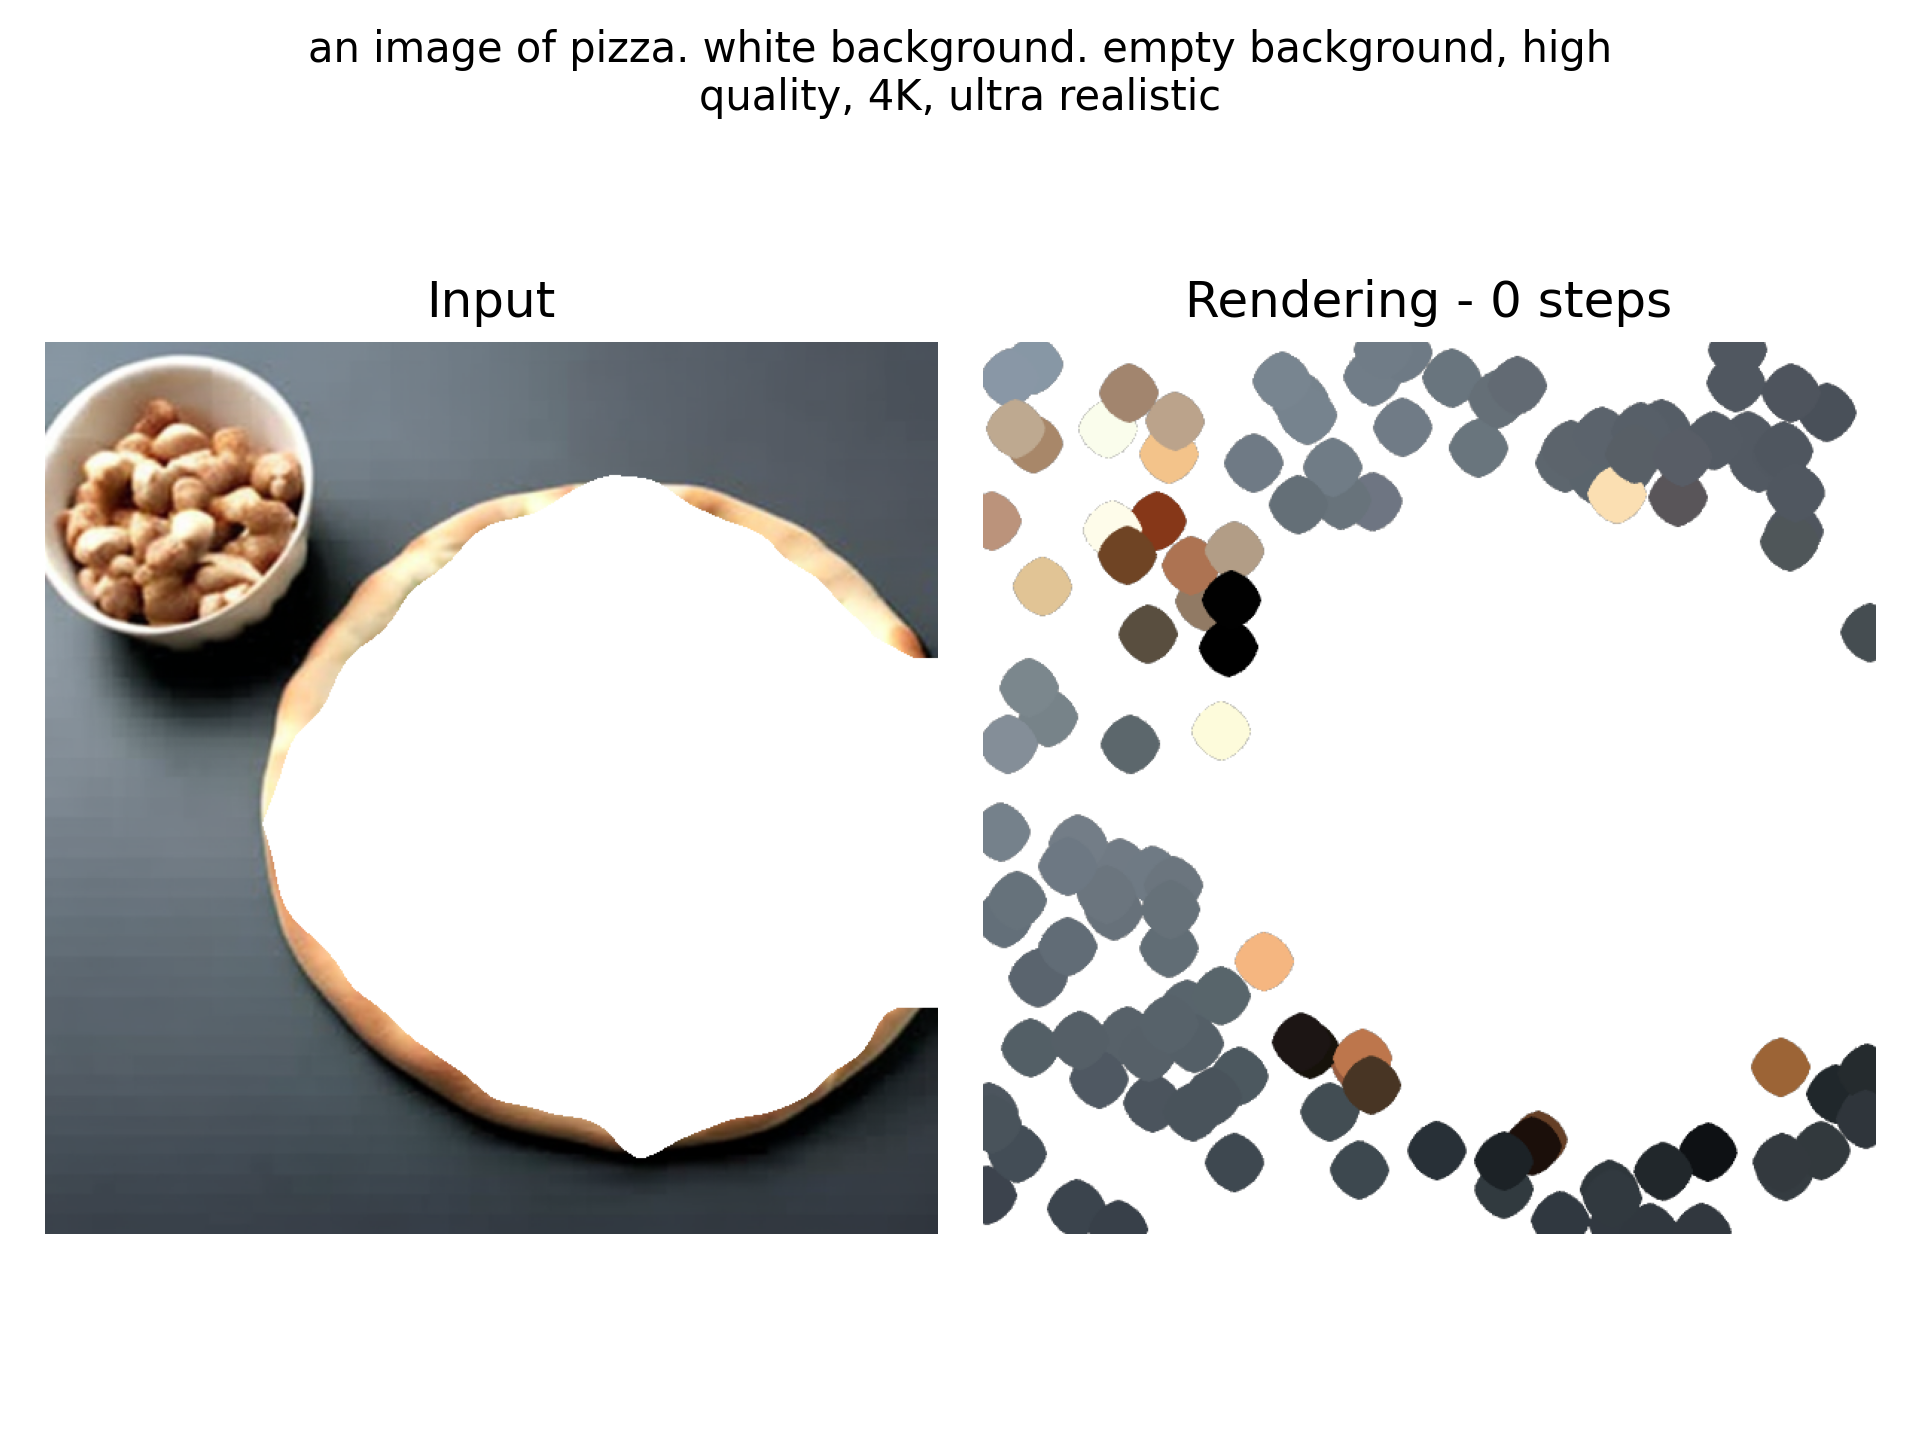 an image of pizza. white background. empty background, high
quality, 4K, ultra realistic
Input
Rendering - 0 steps